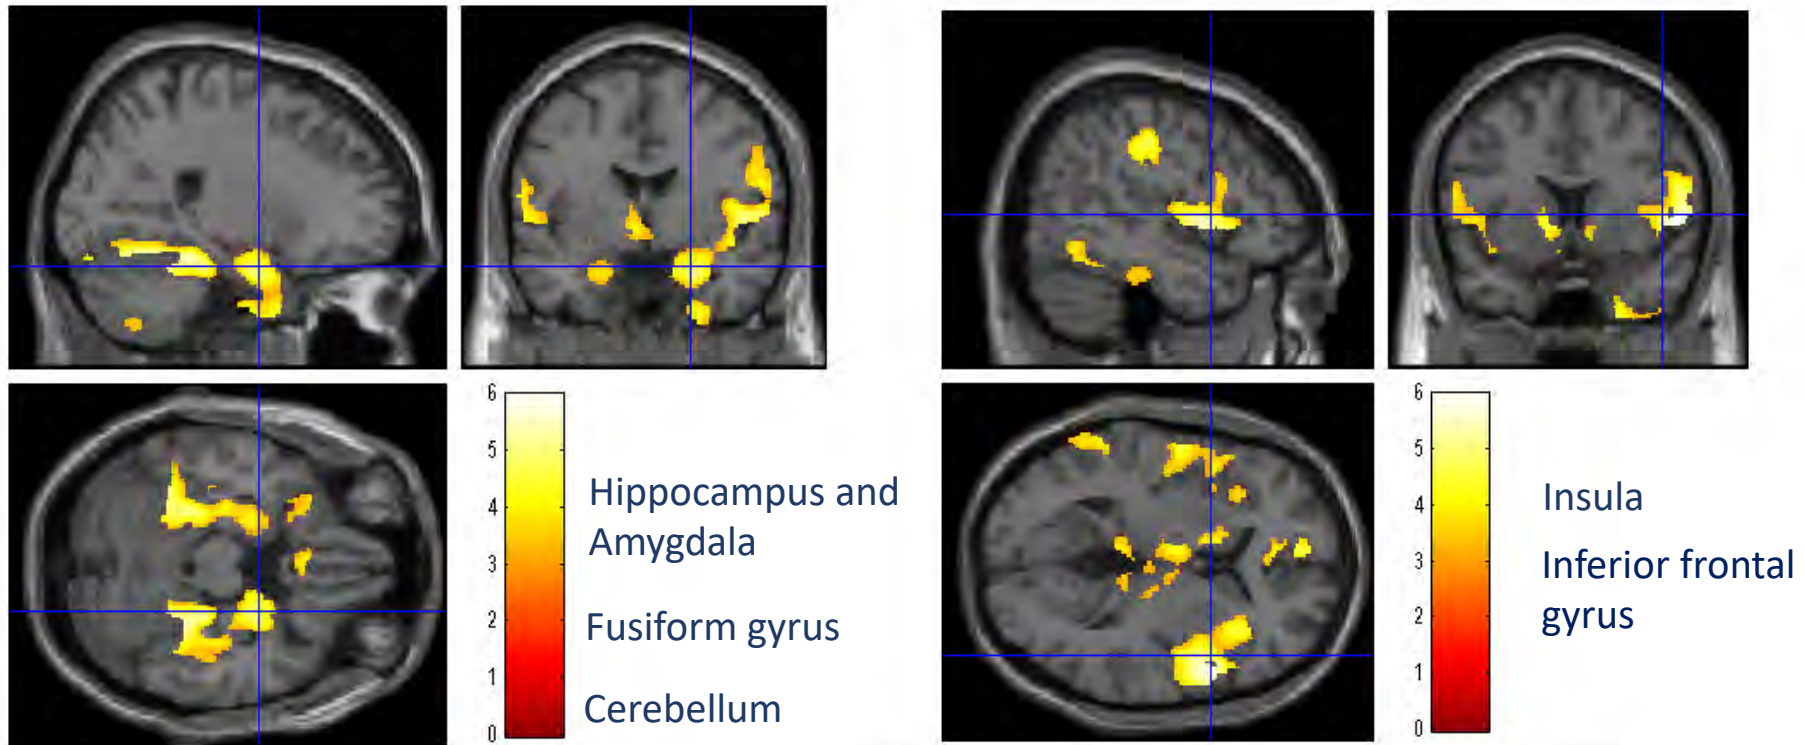 6
5
4
3
2
1
0
Hippocampus and
Amygdala
Fusiform gyrus
Cerebellum
6
5
4
3
2
1
0
Insula
Inferior frontal
gyrus